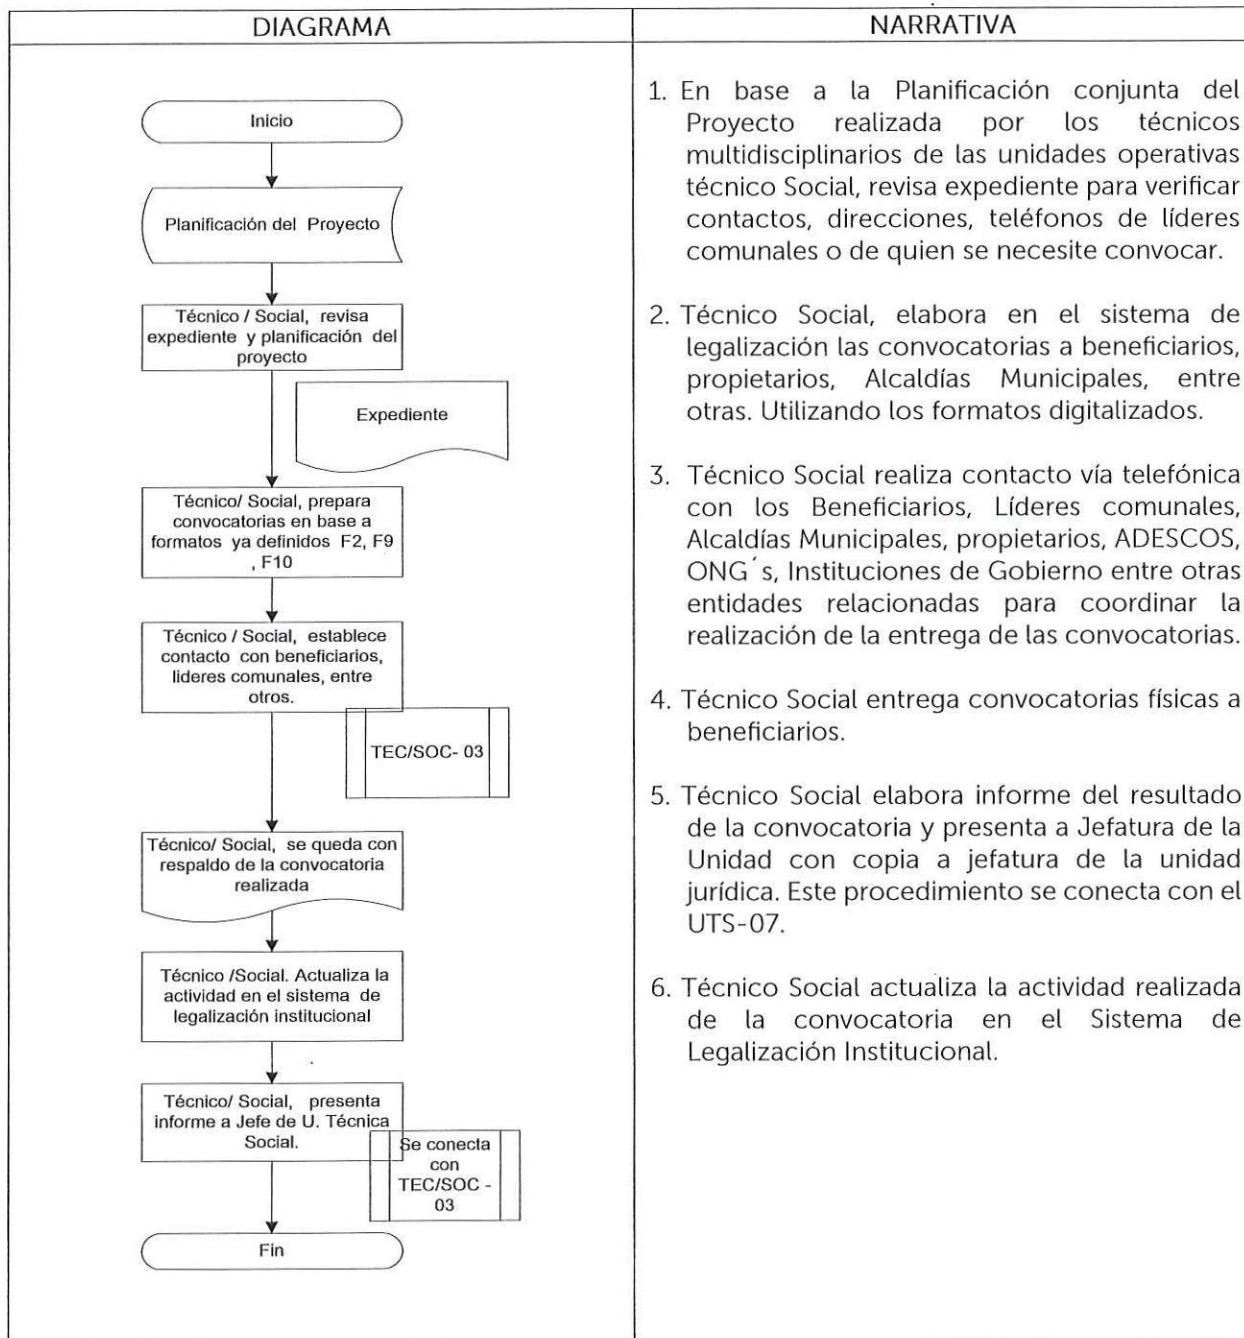 DIAGRAMA
Inicio
Planificación del Proyecto
Técnico / Social, revisa
expediente y planificación del
proyecto
Expediente
Técnico/ Social, prepara
convocatorias en base a
formatos ya definidos F2, F9
, F10
Técnico / Social, establece
contacto con beneficiarios,
lideres comunales, entre
otros.
TEC/SOC- 03
Técnico/ Social, se queda con
respaldo de la convocatoria
realizada
Técnico /Social. Actualiza la
actividad en el sistema de
legalización institucional
Técnico/ Social, presenta
informe a Jefe de U. Técnica
Social.
Se conecta
con
TEC/SOC -
03
Fin
NARRATIVA
1. En base a la Planificación conjunta del
Proyecto realizada por los técnicos
multidisciplinarios de las unidades operativas
técnico Social, revisa expediente para verificar
contactos, direcciones, teléfonos de líderes
comunales o de quien se necesite convocar.
2. Técnico Social, elabora en el sistema de
legalización las convocatorias a beneficiarios,
propietarios, Alcaldías Municipales, entre
otras. Utilizando los formatos digitalizados.
3. Técnico Social realiza contacto vía telefónica
con los Beneficiarios, Líderes comunales,
Alcaldías Municipales, propietarios, ADESCOS,
ONG´s, Instituciones de Gobierno entre otras
entidades relacionadas para coordinar la
realización de la entrega de las convocatorias.
4. Técnico Social entrega convocatorias físicas a
beneficiarios.
5. Técnico Social elabora informe del resultado
de la convocatoria y presenta a Jefatura de la
Unidad con copia a jefatura de la unidad
jurídica. Este procedimiento se conecta con el
UTS-07.
6. Técnico Social actualiza la actividad realizada
de la convocatoria en el Sistema de
Legalización Institucional.